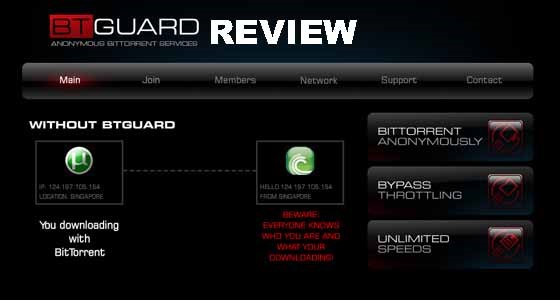 BTGUARD REVIEW
ANONYMOUS BITTORRENT SERVICES
Main Join Members Network Support Contact
WITHOUT BTGUARD
IP: 124.197.105.154
LOCATION: SINGAPORE
You downloading
with
BitTorrent
HELLO 124.197.105.154
FROM SINGAPORE
BEWARE:
EVERYONE KNOWS
WHO YOU ARE AND
WHAT YOUR
DOWNLOADING!
BITTORRENT
ANONYMOUSLY
BYPASS
THROTTLING
UNLIMITED
SPEEDS